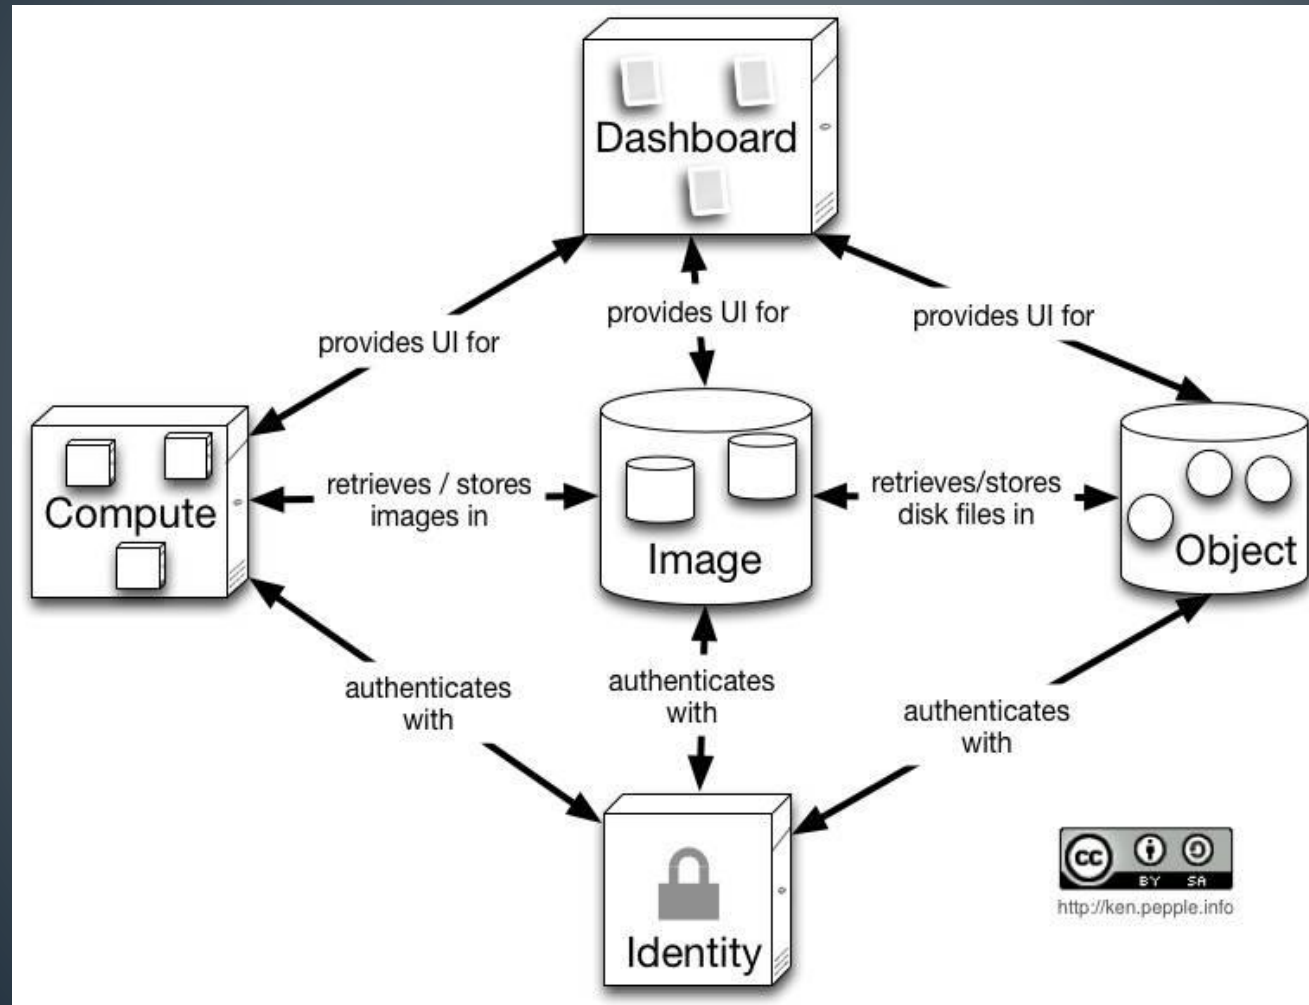 Dashboard
provides UI for
provides UI for
provides UI for
Compute
retrieves / stores
images in
Image
retrieves/stores
disk files in
Object
authenticates
with
authenticates
with
authenticates
with
Identity
cc
BY SA
http://ken.pepple.info